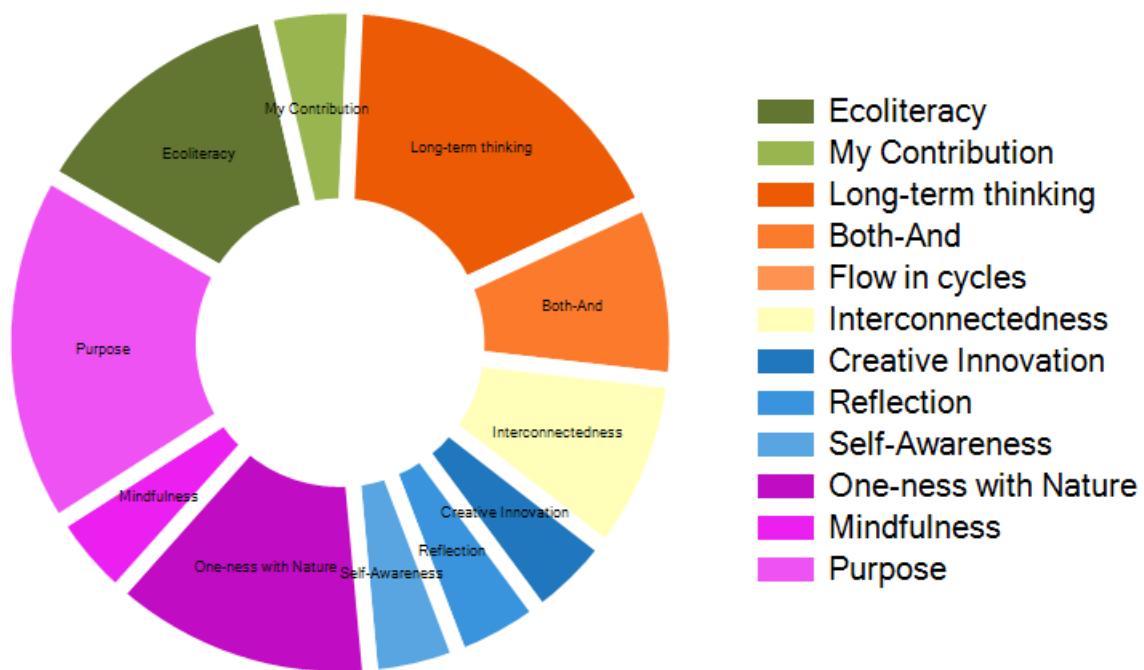 My Contribution
Ecoliteracy
Long-term thinking
Both-And
Purpose
Interconnectedness
Mindfulness
Creative Innovation
Reflection
One-ness with Nature
Self-Awareness
Ecoliteracy
My Contribution
Long-term thinking
Both-And
Flow in cycles
Interconnectedness
Creative Innovation
Reflection
Self-Awareness
One-ness with Nature
Mindfulness
Purpose